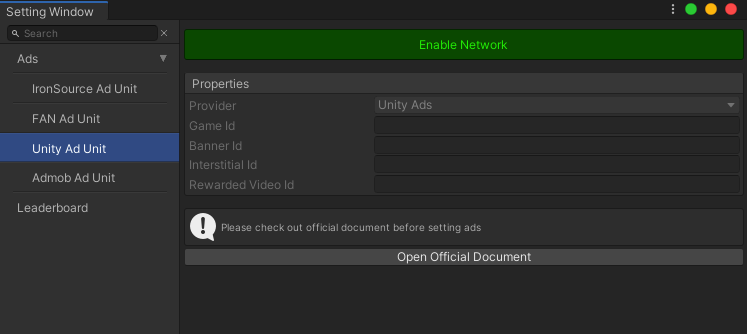 Setting Window
Search
Ads
IronSource Ad Unit
FAN Ad Unit
Unity Ad Unit
Admob Ad Unit
Leaderboard
Enable Network
Properties
Provider Unity Ads
Game Id
Banner Id
Interstitial Id
Rewarded Video Id
Please check out official document before setting ads
Open Official Document